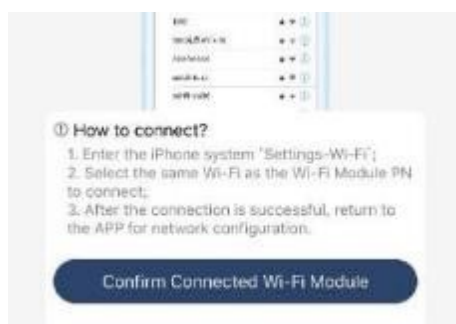 ① How to connect?
1. Enter the iPhone system "Settings-Wi-Fi";
2. Select the same Wi-Fi as the Wi-Fi Module PN
to connect;
3. After the connection is successful, return to
the APP for network configuration.
Confirm Connected Wi-Fi Module